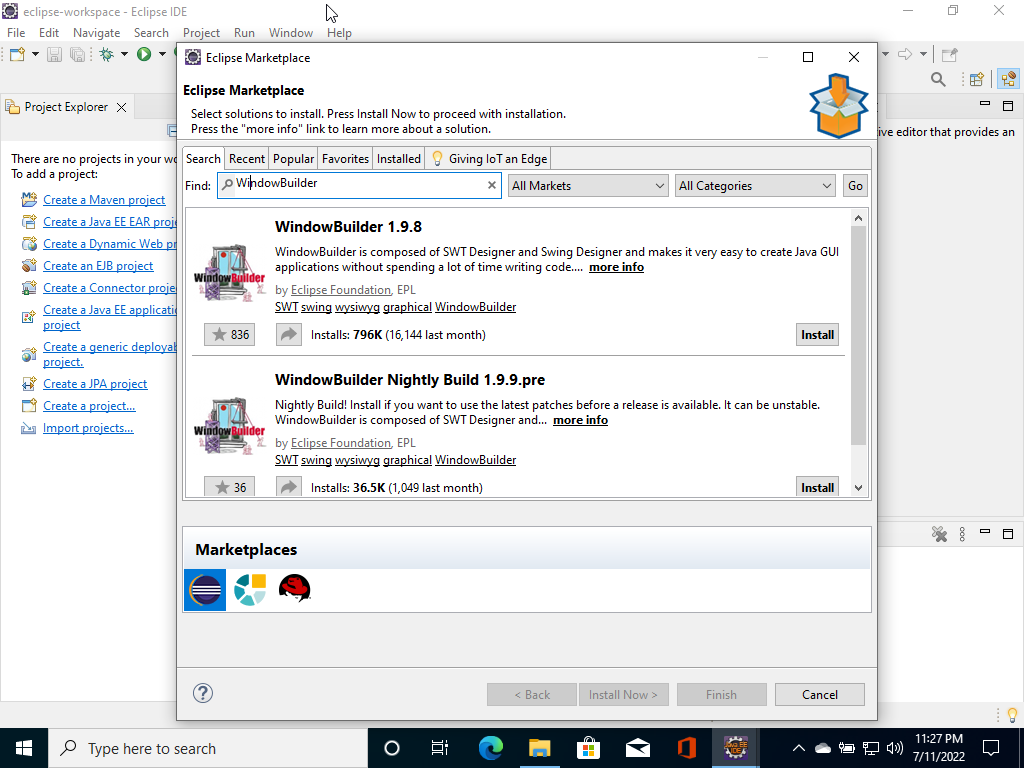 eclipse-workspace - Eclipse IDE
File Edit Navigate Search Project Run Window Help
Eclipse Marketplace
Eclipse Marketplace
Select solutions to install. Press Install Now to proceed with installation.
Press the "more info" link to learn more about a solution.
Project Explorer
ive editor that provides an
There are no projects in your wo
To add a project:
Create a Maven project
Create a Java EE EAR proj
Create a Dynamic Web pr
Create an EJB project
Create a Connector proje
Create a Java EE applicati
project
Create a generic deployab
project.
Create a JPA project
Create a project...
Import projects...
Search Recent Popular Favorites Installed Giving IoT an Edge
Find: WindowBuilder All Markets All Categories Go
WindowBuilder 1.9.8
WindowBuilder is composed of SWT Designer and Swing Designer and makes it very easy to create Java GUI
applications without spending a lot of time writing code.... more info
WindowBuilder
by Eclipse Foundation, EPL
SWT swing wysiwyg graphical WindowBuilder
836 Installs: 796K (16,144 last month) Install
WindowBuilder Nightly Build 1.9.9.pre
Nightly Build! Install if you want to use the latest patches before a release is available. It can be unstable.
WindowBuilder is composed of SWT Designer and... more info
WindowBuilder
by Eclipse Foundation, EPL
SWT swing wysiwyg graphical WindowBuilder
36 Installs: 36.5K (1,049 last month) Install
Marketplaces
? < Back Install Now > Finish Cancel
Type here to search
Java EE
IDE
11:27 PM
7/11/2022